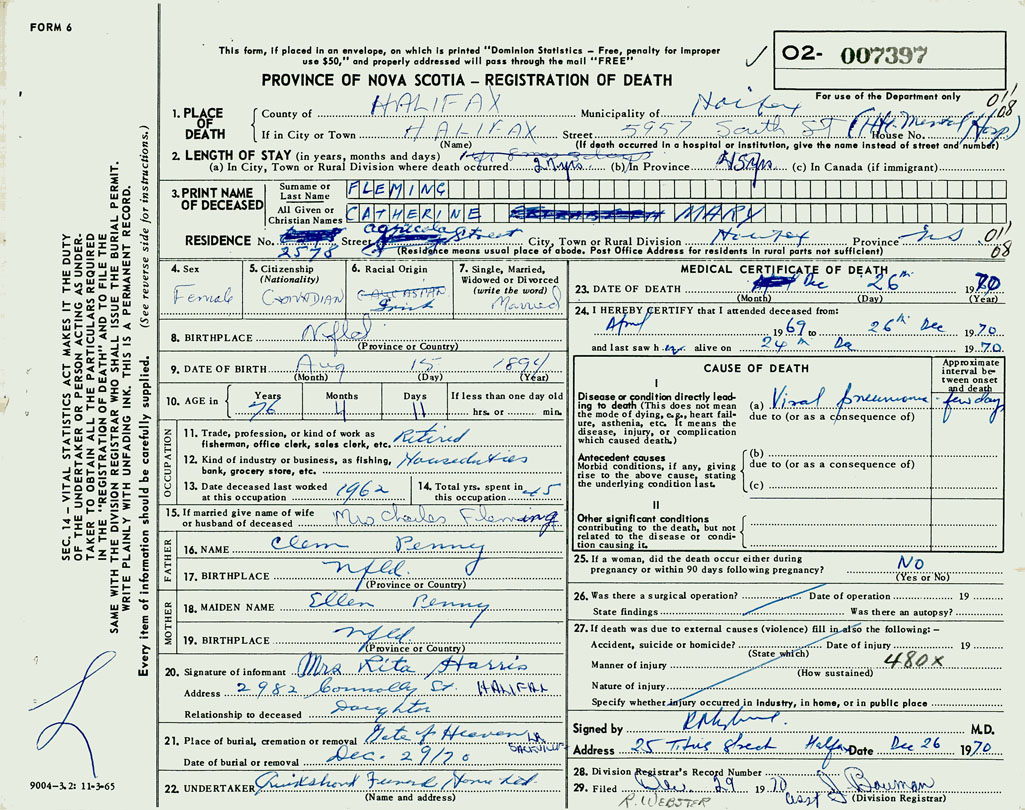 FORM 6
This form, if placed in an envelope, on which is printed "Dominion Statistics – Free, penalty for improper
use $50," and properly addressed will pass through the mail "FREE"
✓ 02- 007397
PROVINCE OF NOVA SCOTIA – REGISTRATION OF DEATH
For use of the Department only
SEC. 14 – VITAL STATISTICS ACT MAKES IT THE DUTY
OF THE UNDERTAKER OR PERSON ACTING AS UNDER-
TAKER TO OBTAIN ALL THE PARTICULARS REQUIRED
IN THE "REGISTRATION OF DEATH" AND TO FILE THE
SAME WITH THE DIVISION REGISTRAR WHO SHALL ISSUE THE BURIAL PERMIT.
WRITE PLAINLY WITH UNFADING INK. THIS IS A PERMANENT RECORD.
Every item of information should be carefully supplied. (See reverse side for instructions.)
1. PLACE OF DEATH
County of HALIFAX Municipality of Halifax 011 08
If in City or Town HALIFAX Street 5957 South St (Hx Mental Hosp) House No.
(Name) (If death occurred in a hospital or institution, give the name instead of street and number)
2. LENGTH OF STAY (in years, months and days)
(a) In City, Town or Rural Division where death occurred 27yrs (b) In Province 45yrs. (c) In Canada (if immigrant)
3. PRINT NAME OF DECEASED
Surname or Last Name FLEMING
All Given or Christian Names CATHERINE MARY
RESIDENCE No. 2575 Street Agricola Street City, Town or Rural Division Halifax Province NS 011 08
(Residence means usual place of abode. Post Office Address for residents in rural parts not sufficient)
4. Sex Female
5. Citizenship (Nationality) CANADIAN
6. Racial Origin CAUCASIAN Irish
7. Single, Married, Widowed or Divorced (write the word) Married
8. BIRTHPLACE Nfld
(Province or Country)
9. DATE OF BIRTH Aug 15 1894
(Month) (Day) (Year)
10. AGE in Years 76 Months 4 Days 11 If less than one day old hrs. or min.
OCCUPATION
11. Trade, profession, or kind of work as fisherman, office clerk, sales clerk, etc. Retired
12. Kind of industry or business, as fishing, bank, grocery store, etc. Houseduties
13. Date deceased last worked at this occupation 1962
14. Total yrs. spent in this occupation 45
15. If married give name of wife or husband of deceased Mrs Charles Fleming
FATHER
16. NAME Clem Penny
17. BIRTHPLACE nfld.
(Province or Country)
MOTHER
18. MAIDEN NAME Ellen Penny
19. BIRTHPLACE nfld.
(Province or Country)
20. Signature of informant Mrs Rita Harris
Address 2982 Connolly St. HALIFAX
Relationship to deceased Daughter
21. Place of burial, cremation or removal Gate of Heaven LR SACKVILLE
Date of burial or removal Dec. 29/70
22. UNDERTAKER Cruikshank Funeral Home Ltd.
(Name and address)
9004-3.2: 11-3-65
MEDICAL CERTIFICATE OF DEATH
23. DATE OF DEATH Dec 26th 1970
(Month) (Day) (Year)
24. I HEREBY CERTIFY that I attended deceased from:
April 1969 to 26th Dec 1970
and last saw her alive on 24th Dec 1970
CAUSE OF DEATH
Approximate interval between onset and death
I
Disease or condition directly leading to death (This does not mean the mode of dying, e.g., heart failure, asthenia, etc. It means the disease, injury, or complication which caused death.)
(a) Viral pneumonia - few days
due to (or as a consequence of)
Antecedent causes
Morbid conditions, if any, giving rise to the above cause, stating the underlying condition last.
(b)
due to (or as a consequence of)
(c)
II
Other significant conditions
contributing to the death, but not related to the disease or condition causing it.
25. If a woman, did the death occur either during pregnancy or within 90 days following pregnancy? No
(Yes or No)
26. Was there a surgical operation? Date of operation 19
State findings Was there an autopsy?
27. If death was due to external causes (violence) fill in also the following: –
Accident, suicide or homicide? Date of injury 19
(State which)
Manner of injury 480x
(How sustained)
Nature of injury
Specify whether injury occurred in industry, in home, or in public place
Signed by M.D.
Address 25 Street Halifax Date Dec 26 1970
28. Division Registrar's Record Number
29. Filed Dec 29 1970 asst J Bowman
R. WEBSTER (Division Registrar)